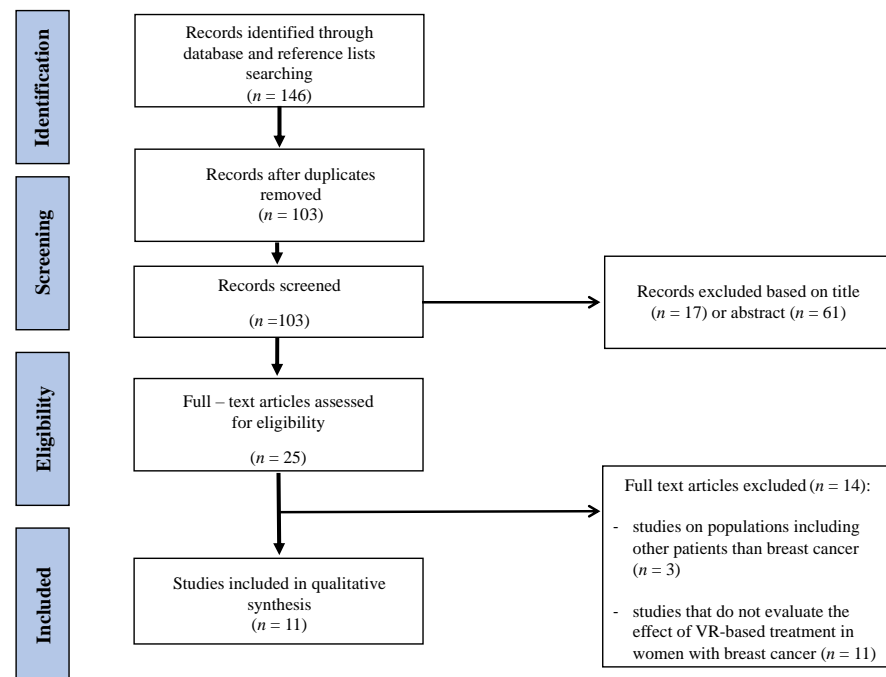 Identification
Records identified through
database and reference lists
searching
(n = 146)
Records after duplicates
removed
(n = 103)
Screening
Records screened
(n =103)
Records excluded based on title
(n = 17) or abstract (n = 61)
Eligibility
Full – text articles assessed
for eligibility
(n = 25)
Full text articles excluded (n = 14):
- studies on populations including
other patients than breast cancer
(n = 3)
- studies that do not evaluate the
effect of VR-based treatment in
women with breast cancer (n = 11)
Included
Studies included in qualitative
synthesis
(n = 11)